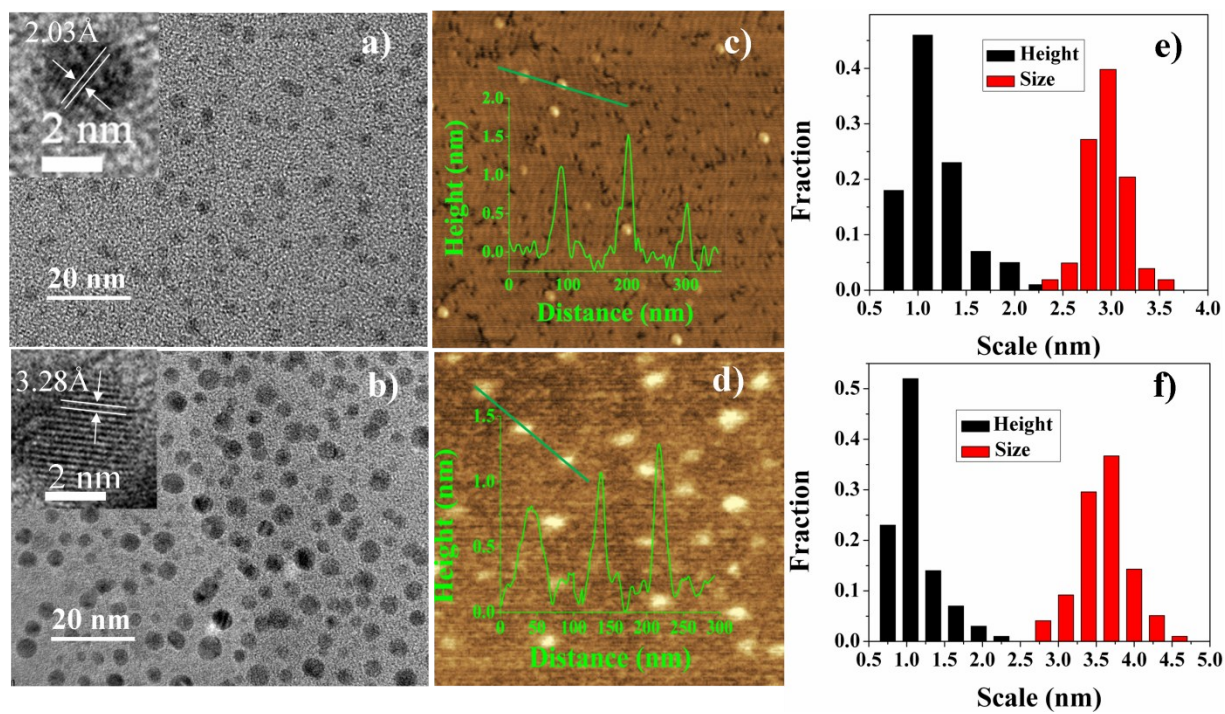 a)
2.03Å
2 nm
20 nm
b)
3.28Å
2 nm
20 nm
c)
2.0
1.5
1.0
0.5
0.0
Height (nm)
0 100 200 300
Distance (nm)
d)
1.5
1.0
0.5
0.0
Height (nm)
0 50 100 150 200 250 300
Distance (nm)
e)
Height
Size
Fraction
0.4
0.3
0.2
0.1
0.0
0.5 1.0 1.5 2.0 2.5 3.0 3.5 4.0
Scale (nm)
f)
Height
Size
Fraction
0.5
0.4
0.3
0.2
0.1
0.0
0.5 1.0 1.5 2.0 2.5 3.0 3.5 4.0 4.5 5.0
Scale (nm)